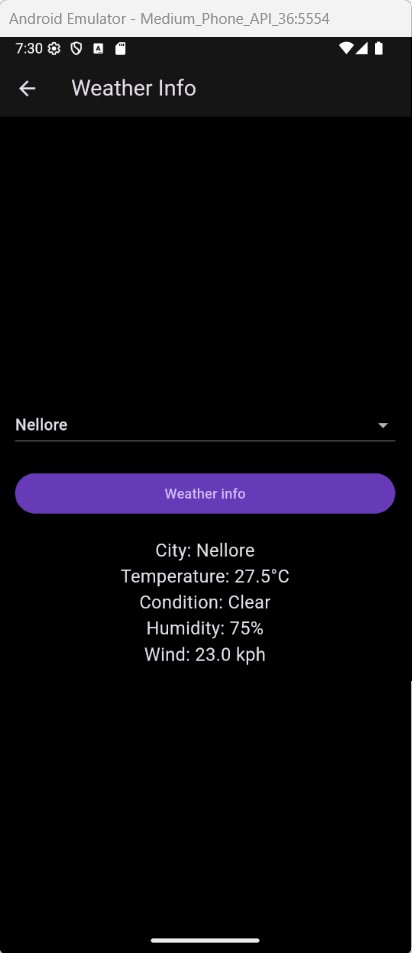 Android Emulator - Medium_Phone_API_36:5554
7:30
Weather Info
Nellore
Weather info
City: Nellore
Temperature: 27.5°C
Condition: Clear
Humidity: 75%
Wind: 23.0 kph